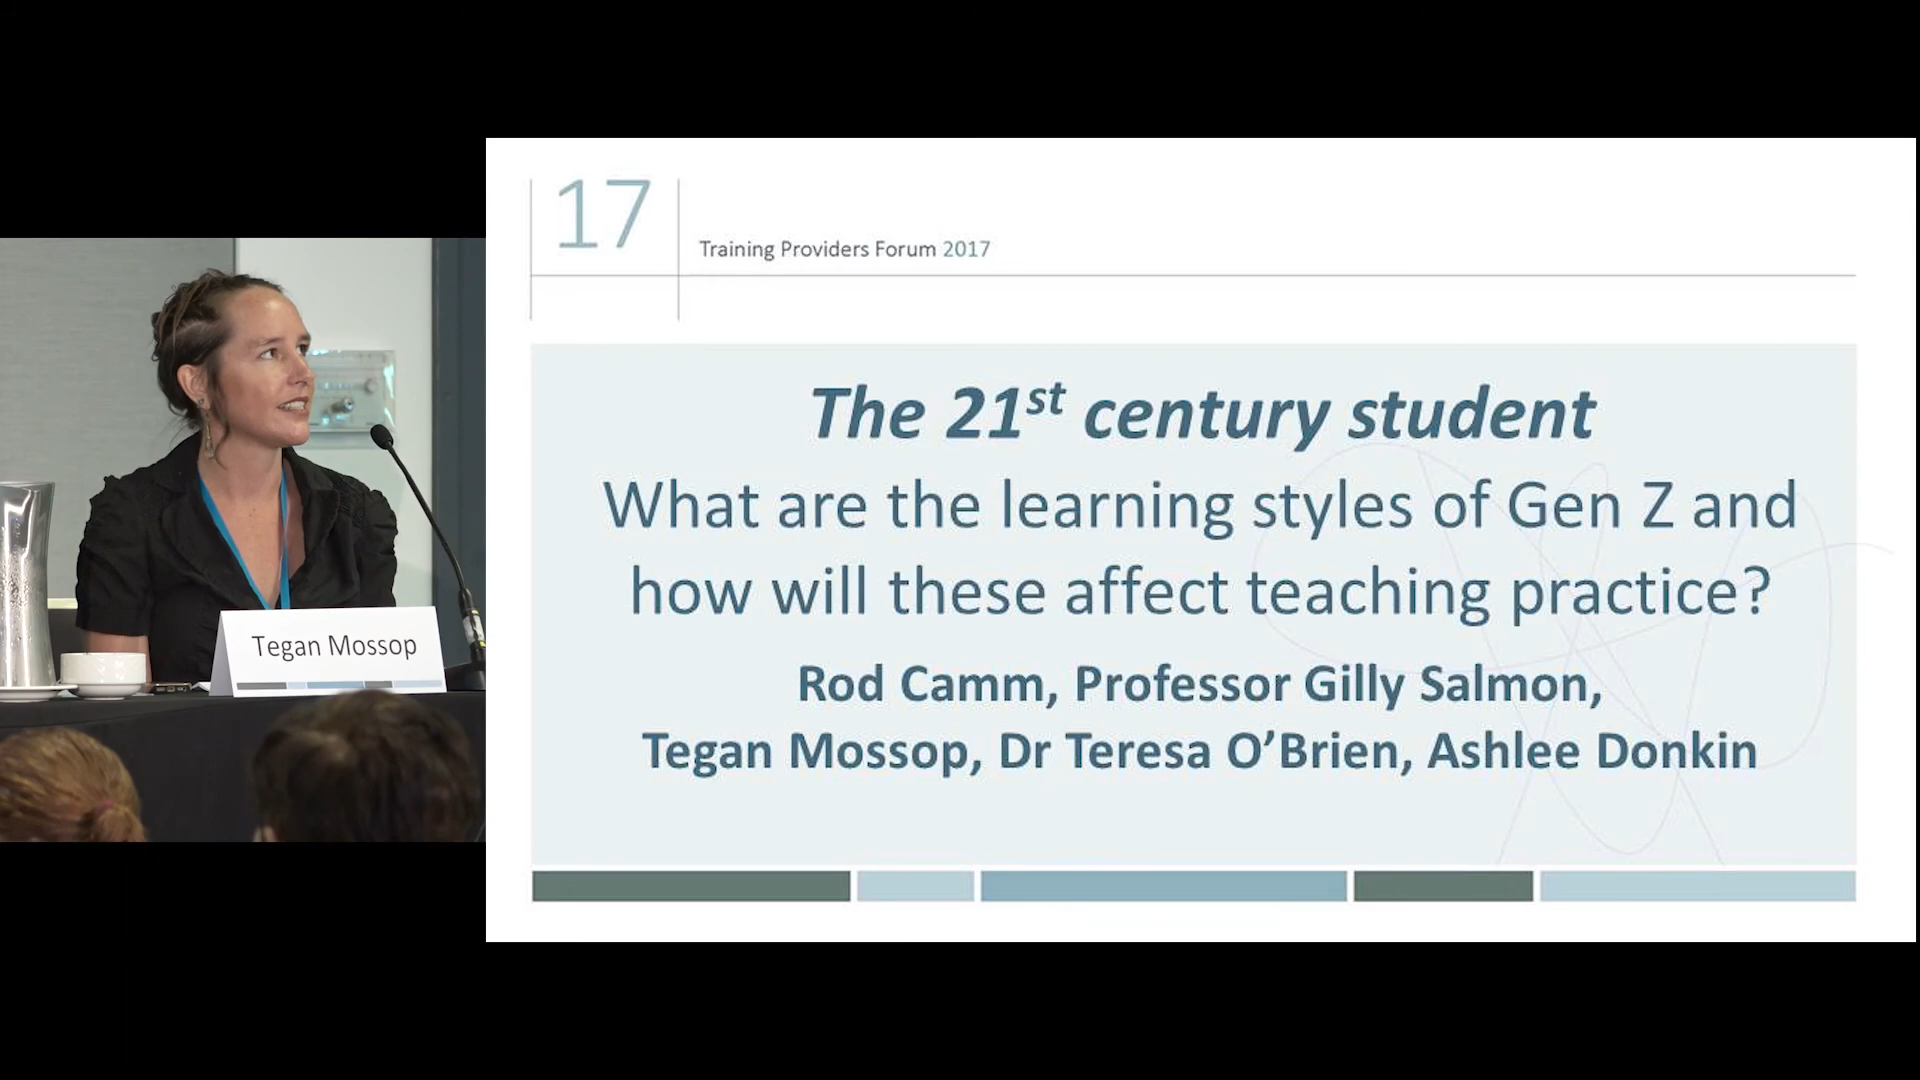 17
Training Providers Forum 2017
The 21st century student
What are the learning styles of Gen Z and
how will these affect teaching practice?
Rod Camm, Professor Gilly Salmon,
Tegan Mossop, Dr Teresa O’Brien, Ashlee Donkin
Tegan Mossop